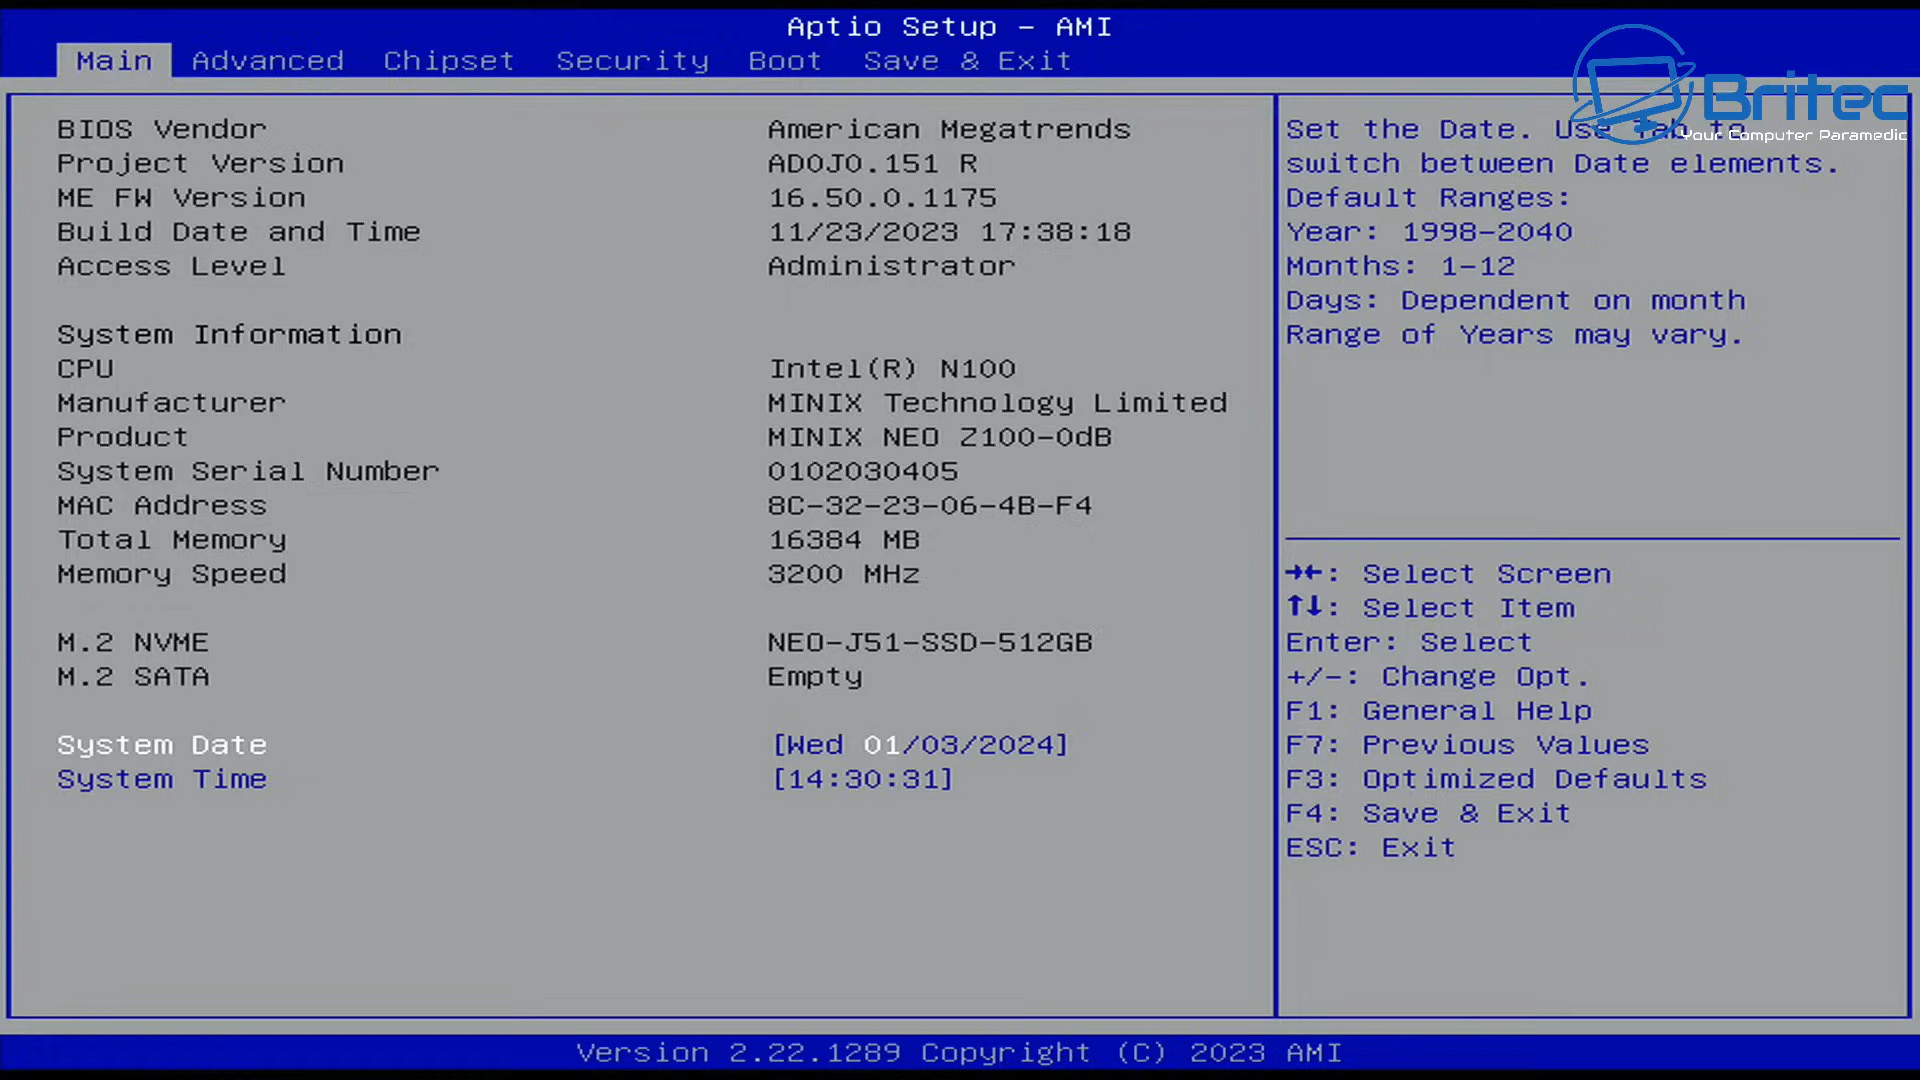 Aptio Setup - AMI
Main Advanced Chipset Security Boot Save & Exit
Britec
Your Computer Paramedic
BIOS Vendor American Megatrends
Project Version ADOJO.151 R
ME FW Version 16.50.0.1175
Build Date and Time 11/23/2023 17:38:18
Access Level Administrator
System Information
CPU Intel(R) N100
Manufacturer MINIX Technology Limited
Product MINIX NEO Z100-0dB
System Serial Number 0102030405
MAC Address 8C-32-23-06-4B-F4
Total Memory 16384 MB
Memory Speed 3200 MHz
M.2 NVME NEO-J51-SSD-512GB
M.2 SATA Empty
System Date [Wed 01/03/2024]
System Time [14:30:31]
Set the Date. Use Tab to
switch between Date elements.
Default Ranges:
Year: 1998-2040
Months: 1-12
Days: Dependent on month
Range of Years may vary.
→←: Select Screen
↑↓: Select Item
Enter: Select
+/-: Change Opt.
F1: General Help
F7: Previous Values
F3: Optimized Defaults
F4: Save & Exit
ESC: Exit
Version 2.22.1289 Copyright (C) 2023 AMI